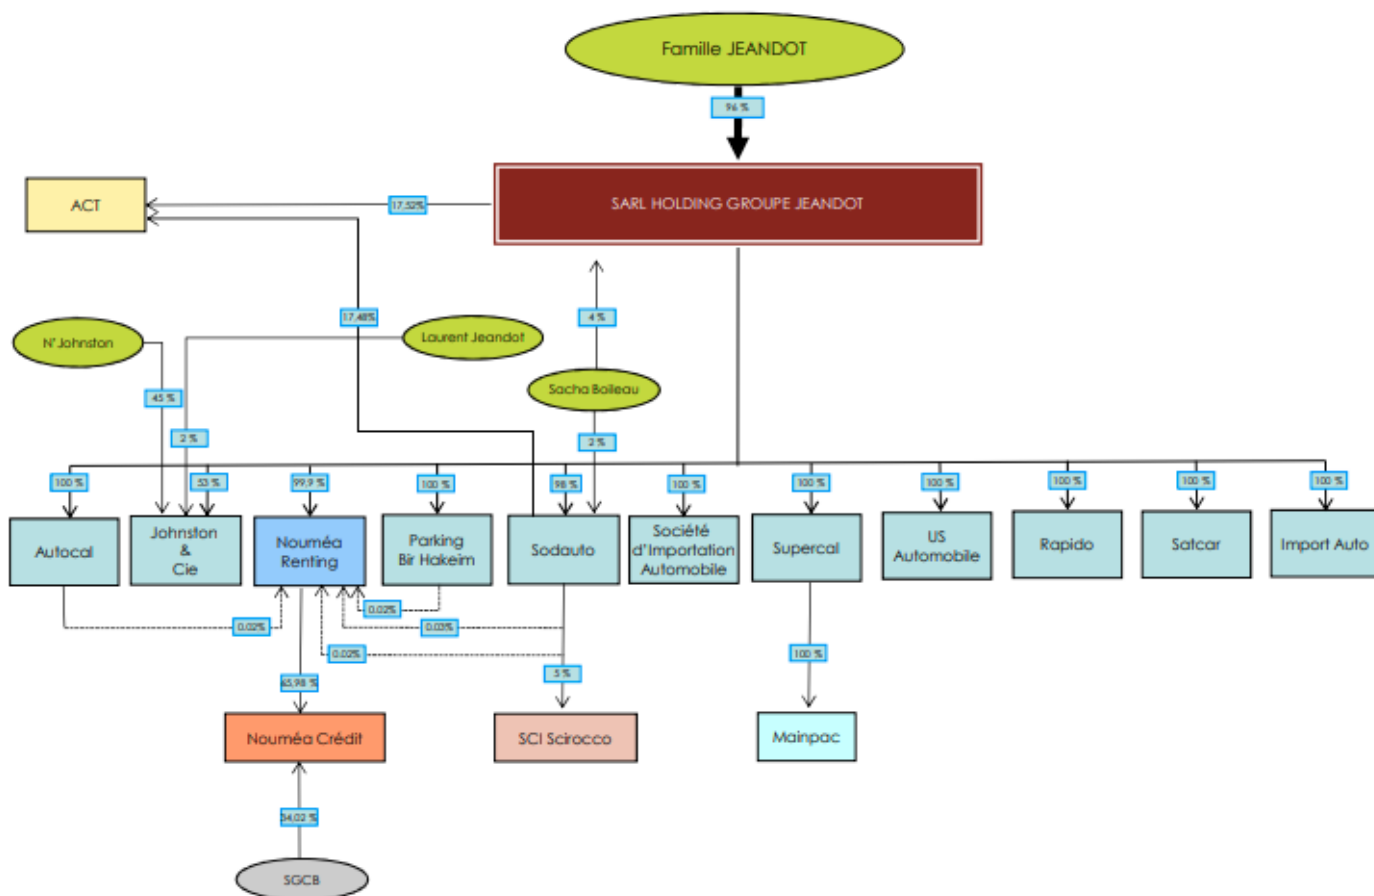 Famille JEANDOT
96 %
ACT
17,52%
SARL HOLDING GROUPE JEANDOT
17,48%
4 %
N'Johnston
Laurent Jeandot
Sacha Boileau
45 %
2 %
2 %
100 %
53 %
99.9 %
100 %
98 %
100 %
100 %
100 %
100 %
100 %
100 %
Autocal
Johnston
&
Cie
Nouméa
Renting
Parking
Bir Hakeim
Sodauto
Société
d'Importation
Automobile
Supercal
US
Automobile
Rapido
Satcar
Import Auto
0.02%
0.02%
0.03%
0.02%
65,98 %
5 %
100 %
Nouméa Crédit
SCI Scirocco
Mainpac
34,02 %
SGCB